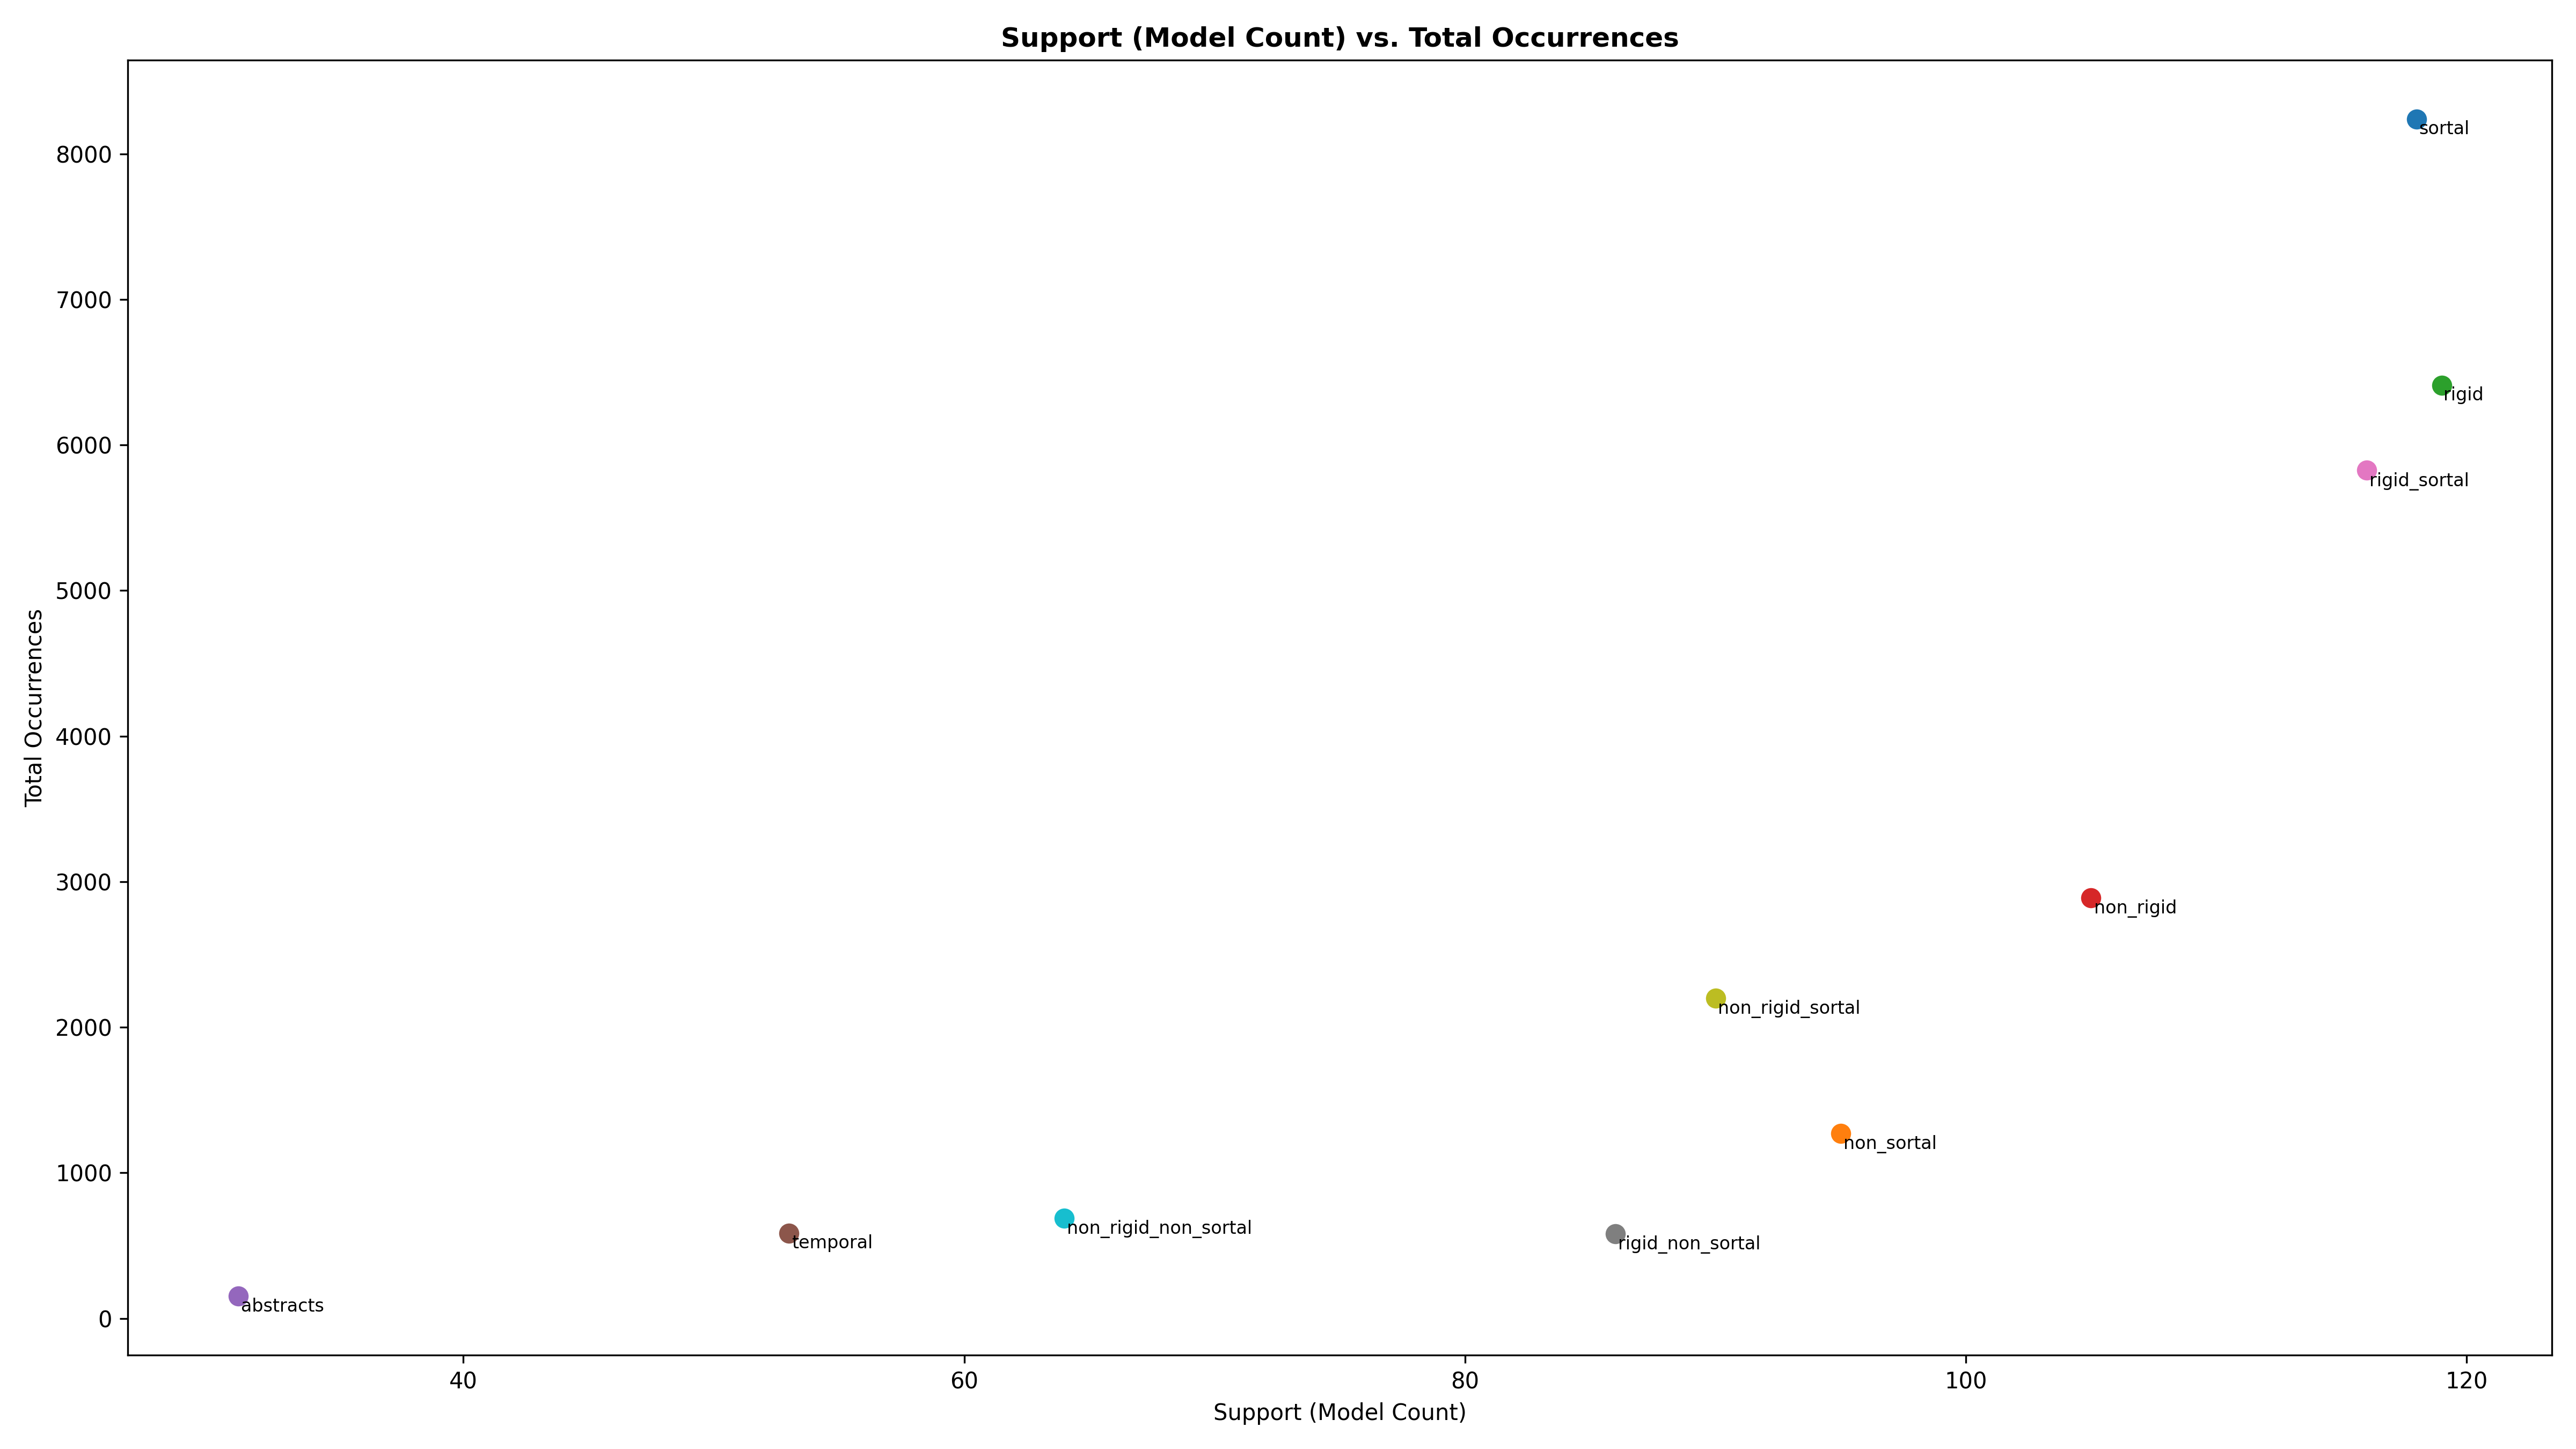 Support (Model Count) vs. Total Occurrences
Total Occurrences
8000
7000
6000
5000
4000
3000
2000
1000
0
sortal
rigid
rigid_sortal
non_rigid
non_rigid_sortal
non_sortal
non_rigid_non_sortal
temporal
rigid_non_sortal
abstracts
40 60 80 100 120
Support (Model Count)